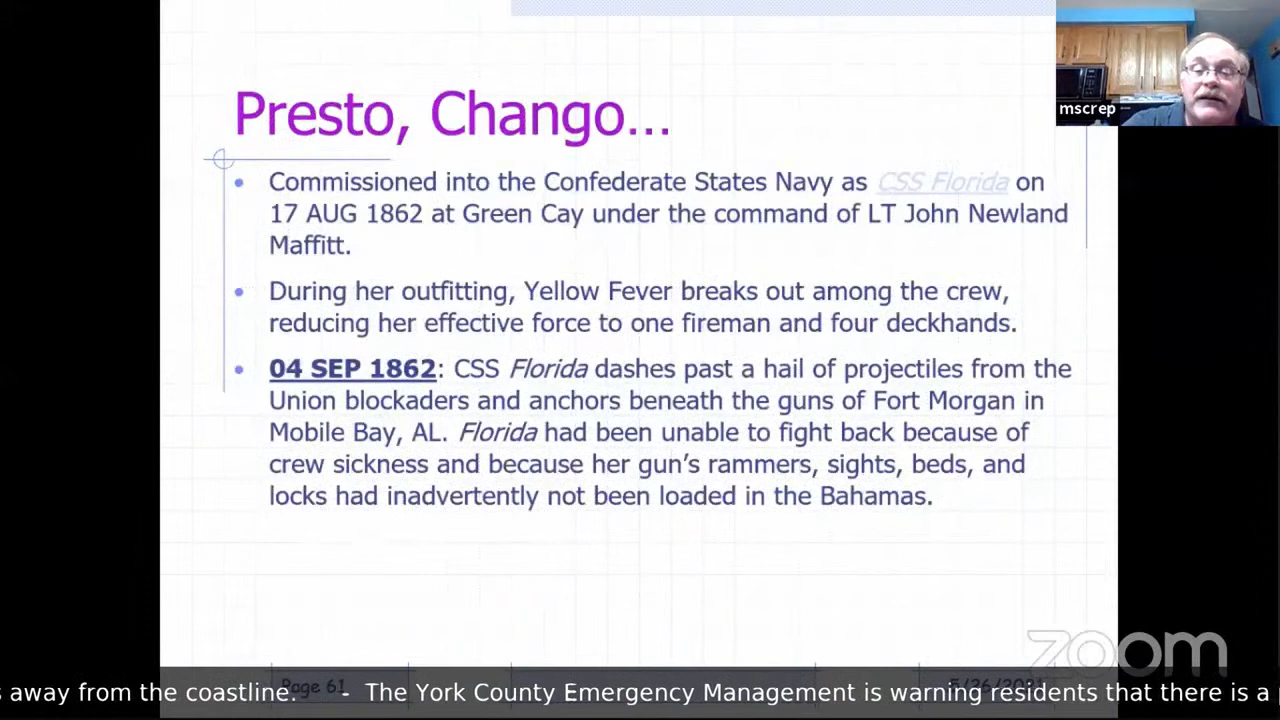 Presto, Chango...
mscrep
• Commissioned into the Confederate States Navy as CSS Florida on
17 AUG 1862 at Green Cay under the command of LT John Newland
Maffitt.
• During her outfitting, Yellow Fever breaks out among the crew,
reducing her effective force to one fireman and four deckhands.
• 04 SEP 1862: CSS Florida dashes past a hail of projectiles from the
Union blockaders and anchors beneath the guns of Fort Morgan in
Mobile Bay, AL. Florida had been unable to fight back because of
crew sickness and because her gun's rammers, sights, beds, and
locks had inadvertently not been loaded in the Bahamas.
zoom
Page 61
away from the coastline. - The York County Emergency Management is warning residents that there is a